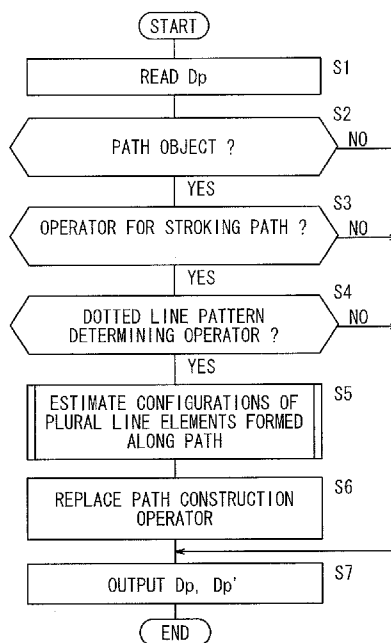 START
S1
READ Dp
S2
PATH OBJECT ?
NO
YES
S3
OPERATOR FOR STROKING PATH ?
NO
YES
S4
DOTTED LINE PATTERN
DETERMINING OPERATOR ?
NO
YES
S5
ESTIMATE CONFIGURATIONS OF
PLURAL LINE ELEMENTS FORMED
ALONG PATH
S6
REPLACE PATH CONSTRUCTION
OPERATOR
S7
OUTPUT Dp, Dp'
END